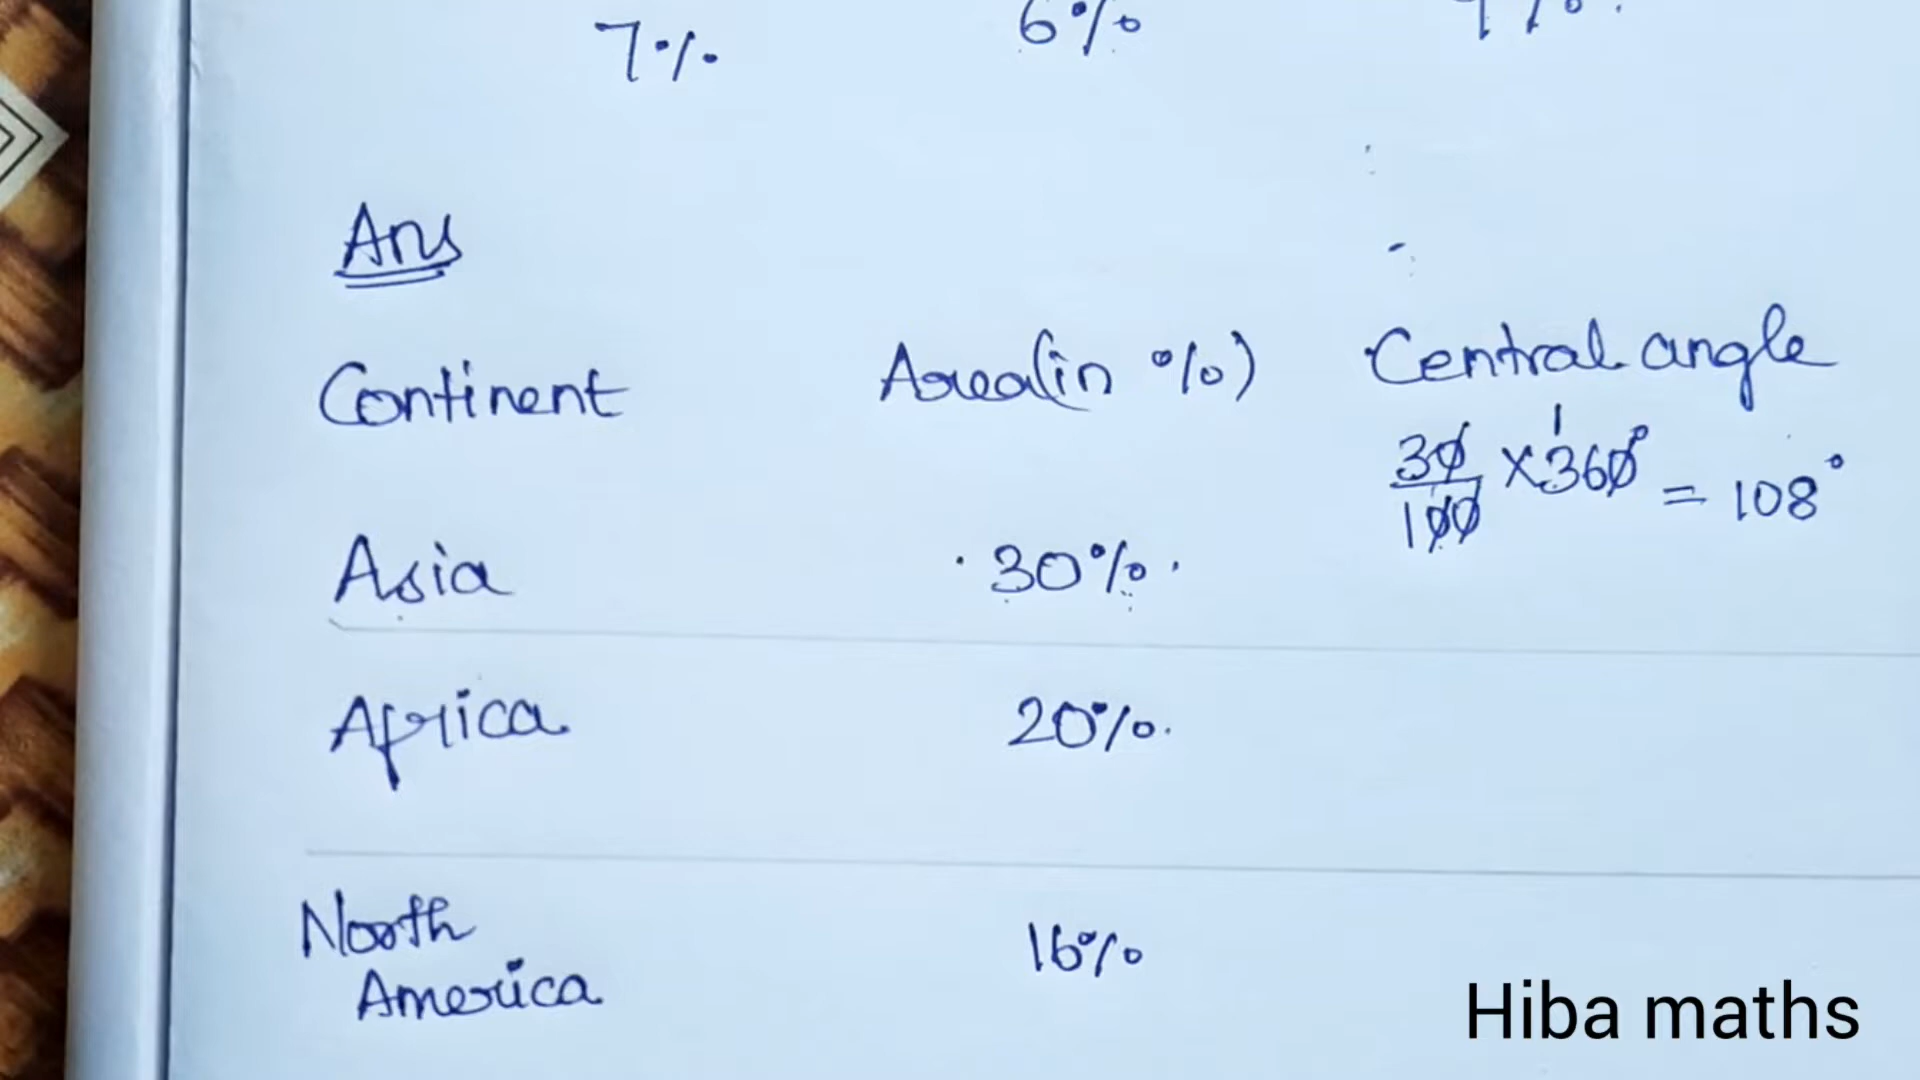 7% 6%
Ans
Continent Area(in %) Central angle
30/100 x 360° = 108°
Asia 30%.
Africa 20%.
North America 16%
Hiba maths